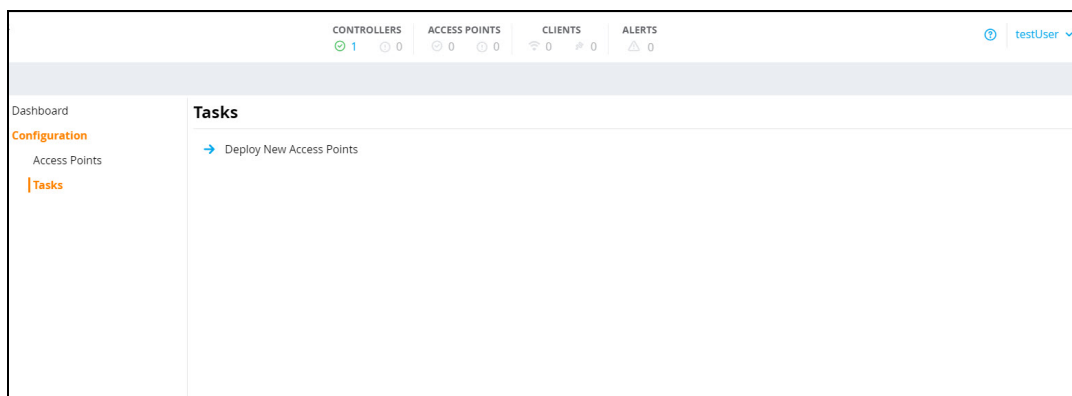 CONTROLLERS ACCESS POINTS CLIENTS ALERTS
1 0 0 0 0 0 0
? testUser
Dashboard
Configuration
Access Points
Tasks
Tasks
Deploy New Access Points